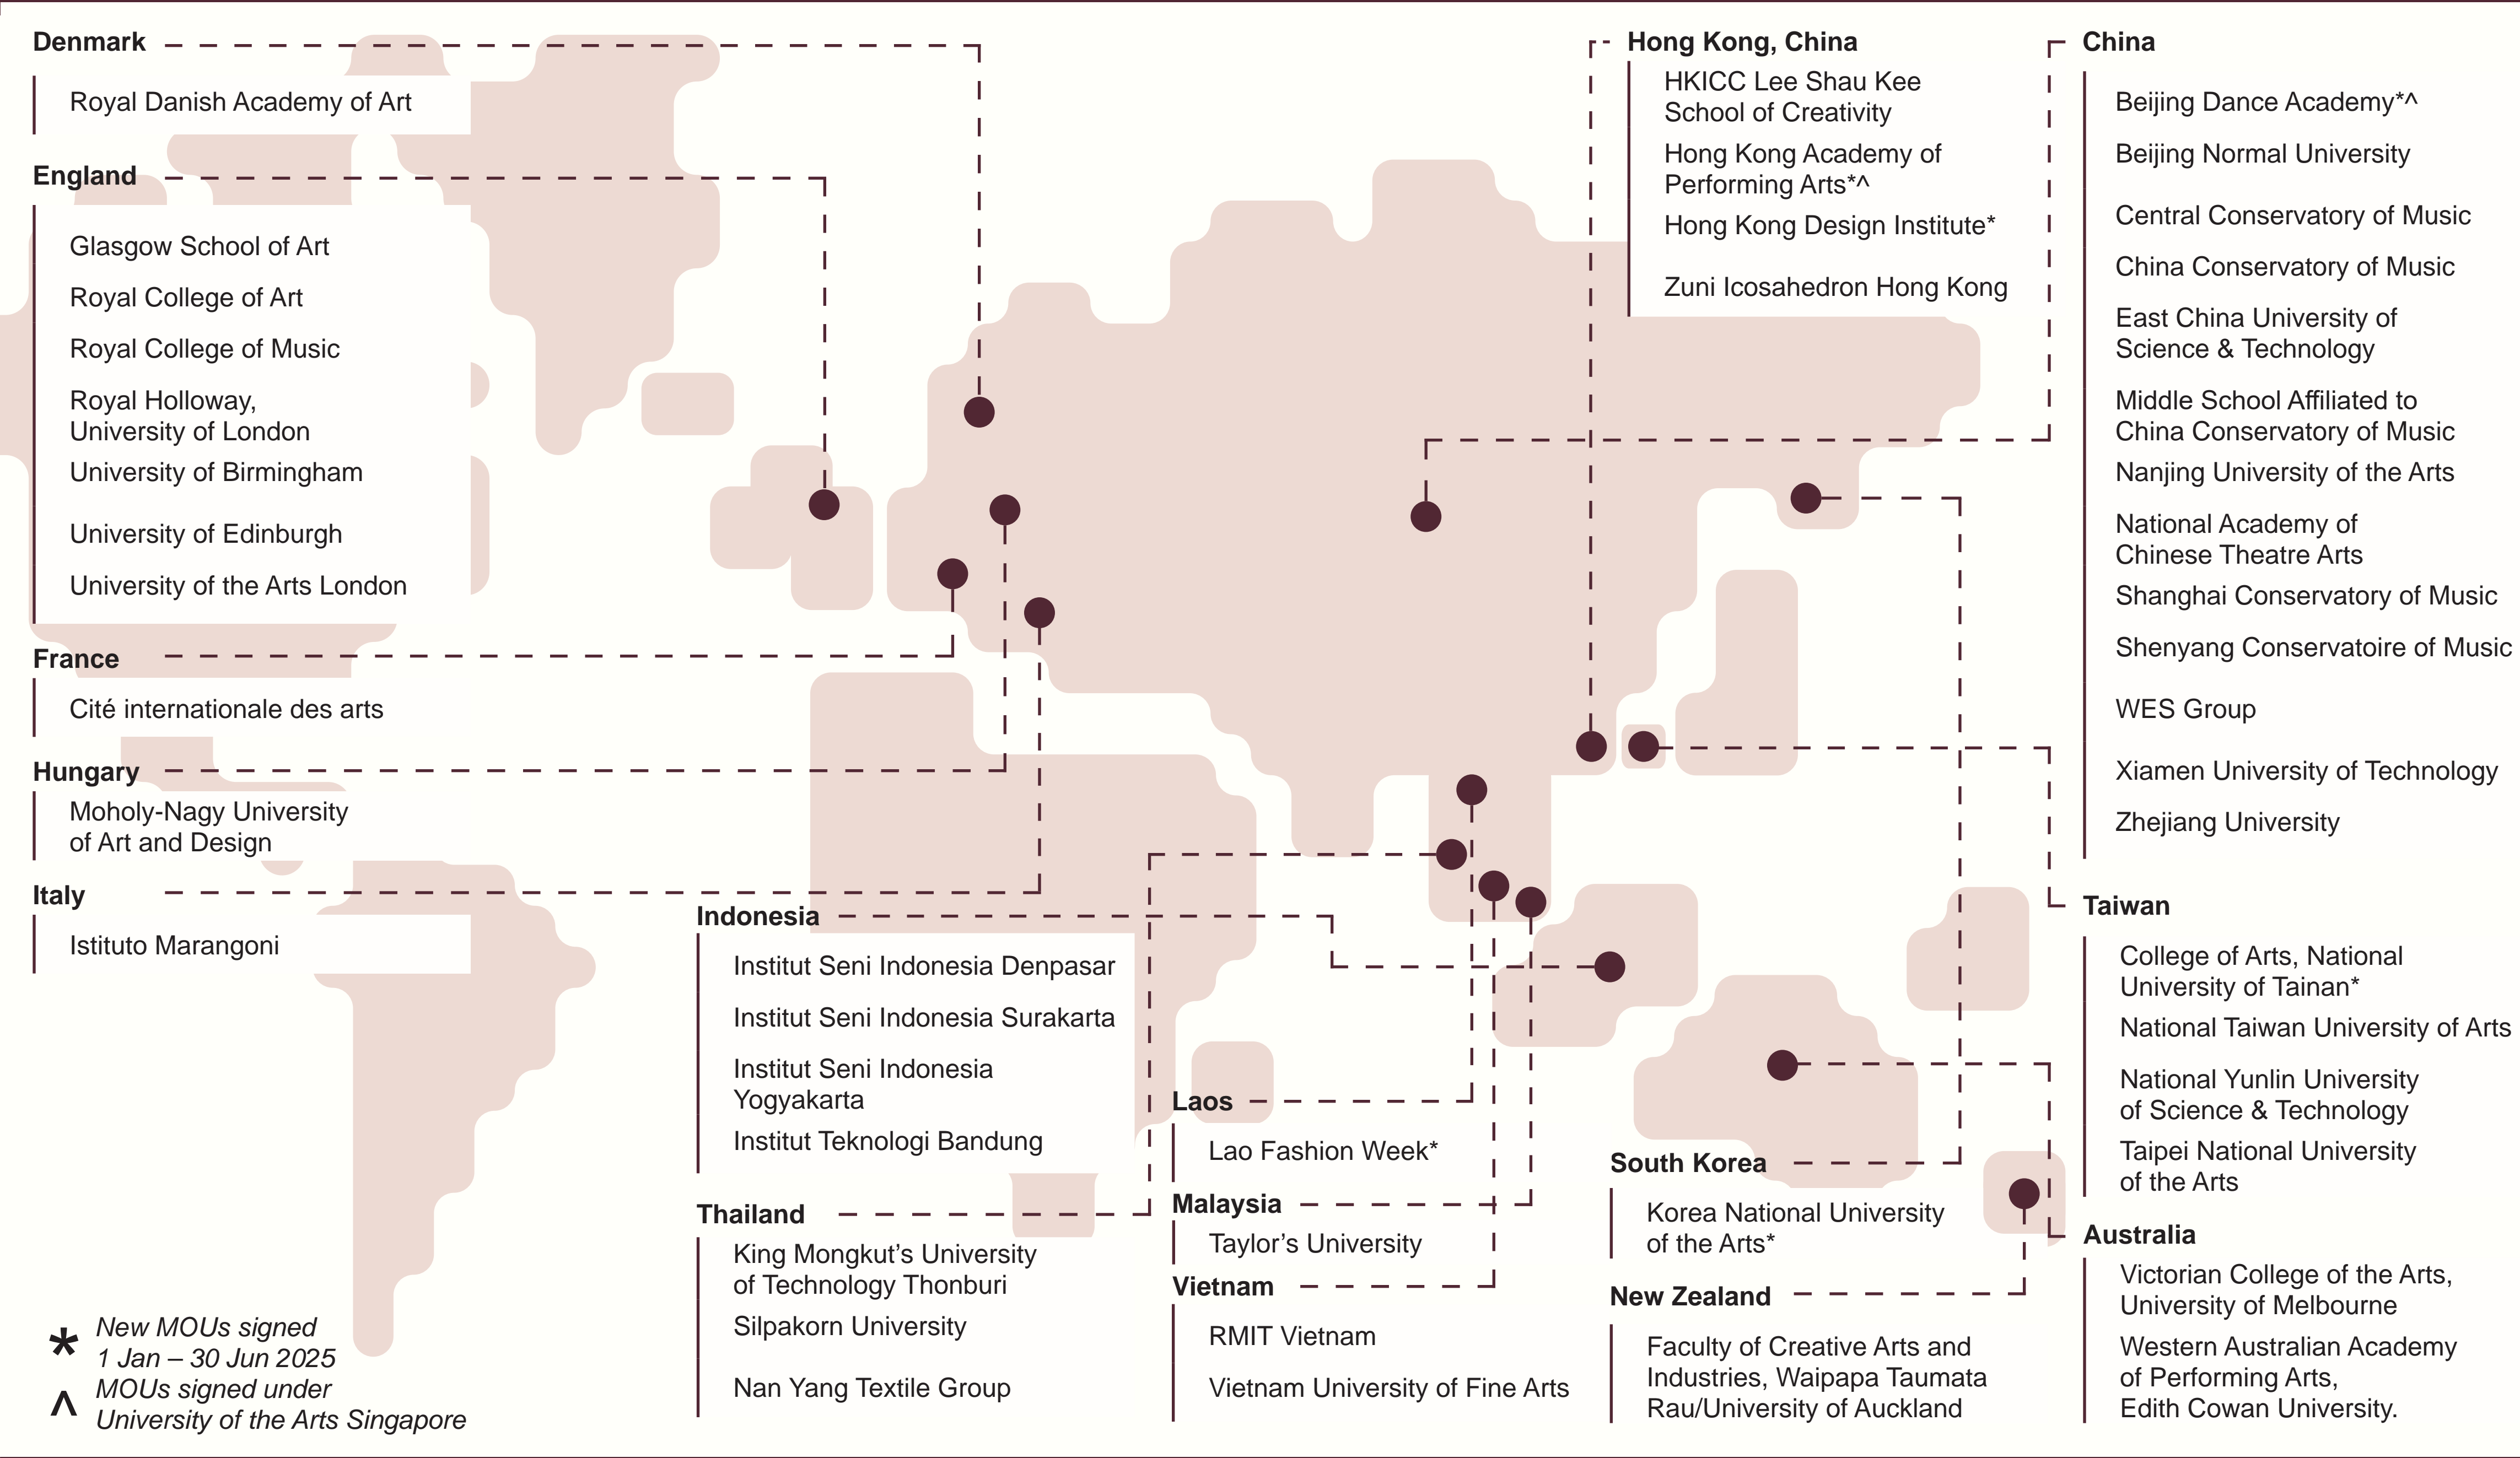 Denmark
Royal Danish Academy of Art
England
Glasgow School of Art
Royal College of Art
Royal College of Music
Royal Holloway,
University of London
University of Birmingham
University of Edinburgh
University of the Arts London
France
Cité internationale des arts
Hungary
Moholy-Nagy University
of Art and Design
Italy
Istituto Marangoni
* New MOUs signed
1 Jan – 30 Jun 2025
^ MOUs signed under
University of the Arts Singapore
Indonesia
Institut Seni Indonesia Denpasar
Institut Seni Indonesia Surakarta
Institut Seni Indonesia
Yogyakarta
Institut Teknologi Bandung
Thailand
King Mongkut’s University
of Technology Thonburi
Silpakorn University
Nan Yang Textile Group
Laos
Lao Fashion Week*
Malaysia
Taylor’s University
Vietnam
RMIT Vietnam
Vietnam University of Fine Arts
Hong Kong, China
HKICC Lee Shau Kee
School of Creativity
Hong Kong Academy of
Performing Arts*^
Hong Kong Design Institute*
Zuni Icosahedron Hong Kong
South Korea
Korea National University
of the Arts*
New Zealand
Faculty of Creative Arts and
Industries, Waipapa Taumata
Rau/University of Auckland
China
Beijing Dance Academy*^
Beijing Normal University
Central Conservatory of Music
China Conservatory of Music
East China University of
Science & Technology
Middle School Affiliated to
China Conservatory of Music
Nanjing University of the Arts
National Academy of
Chinese Theatre Arts
Shanghai Conservatory of Music
Shenyang Conservatoire of Music
WES Group
Xiamen University of Technology
Zhejiang University
Taiwan
College of Arts, National
University of Tainan*
National Taiwan University of Arts
National Yunlin University
of Science & Technology
Taipei National University
of the Arts
Australia
Victorian College of the Arts,
University of Melbourne
Western Australian Academy
of Performing Arts,
Edith Cowan University.